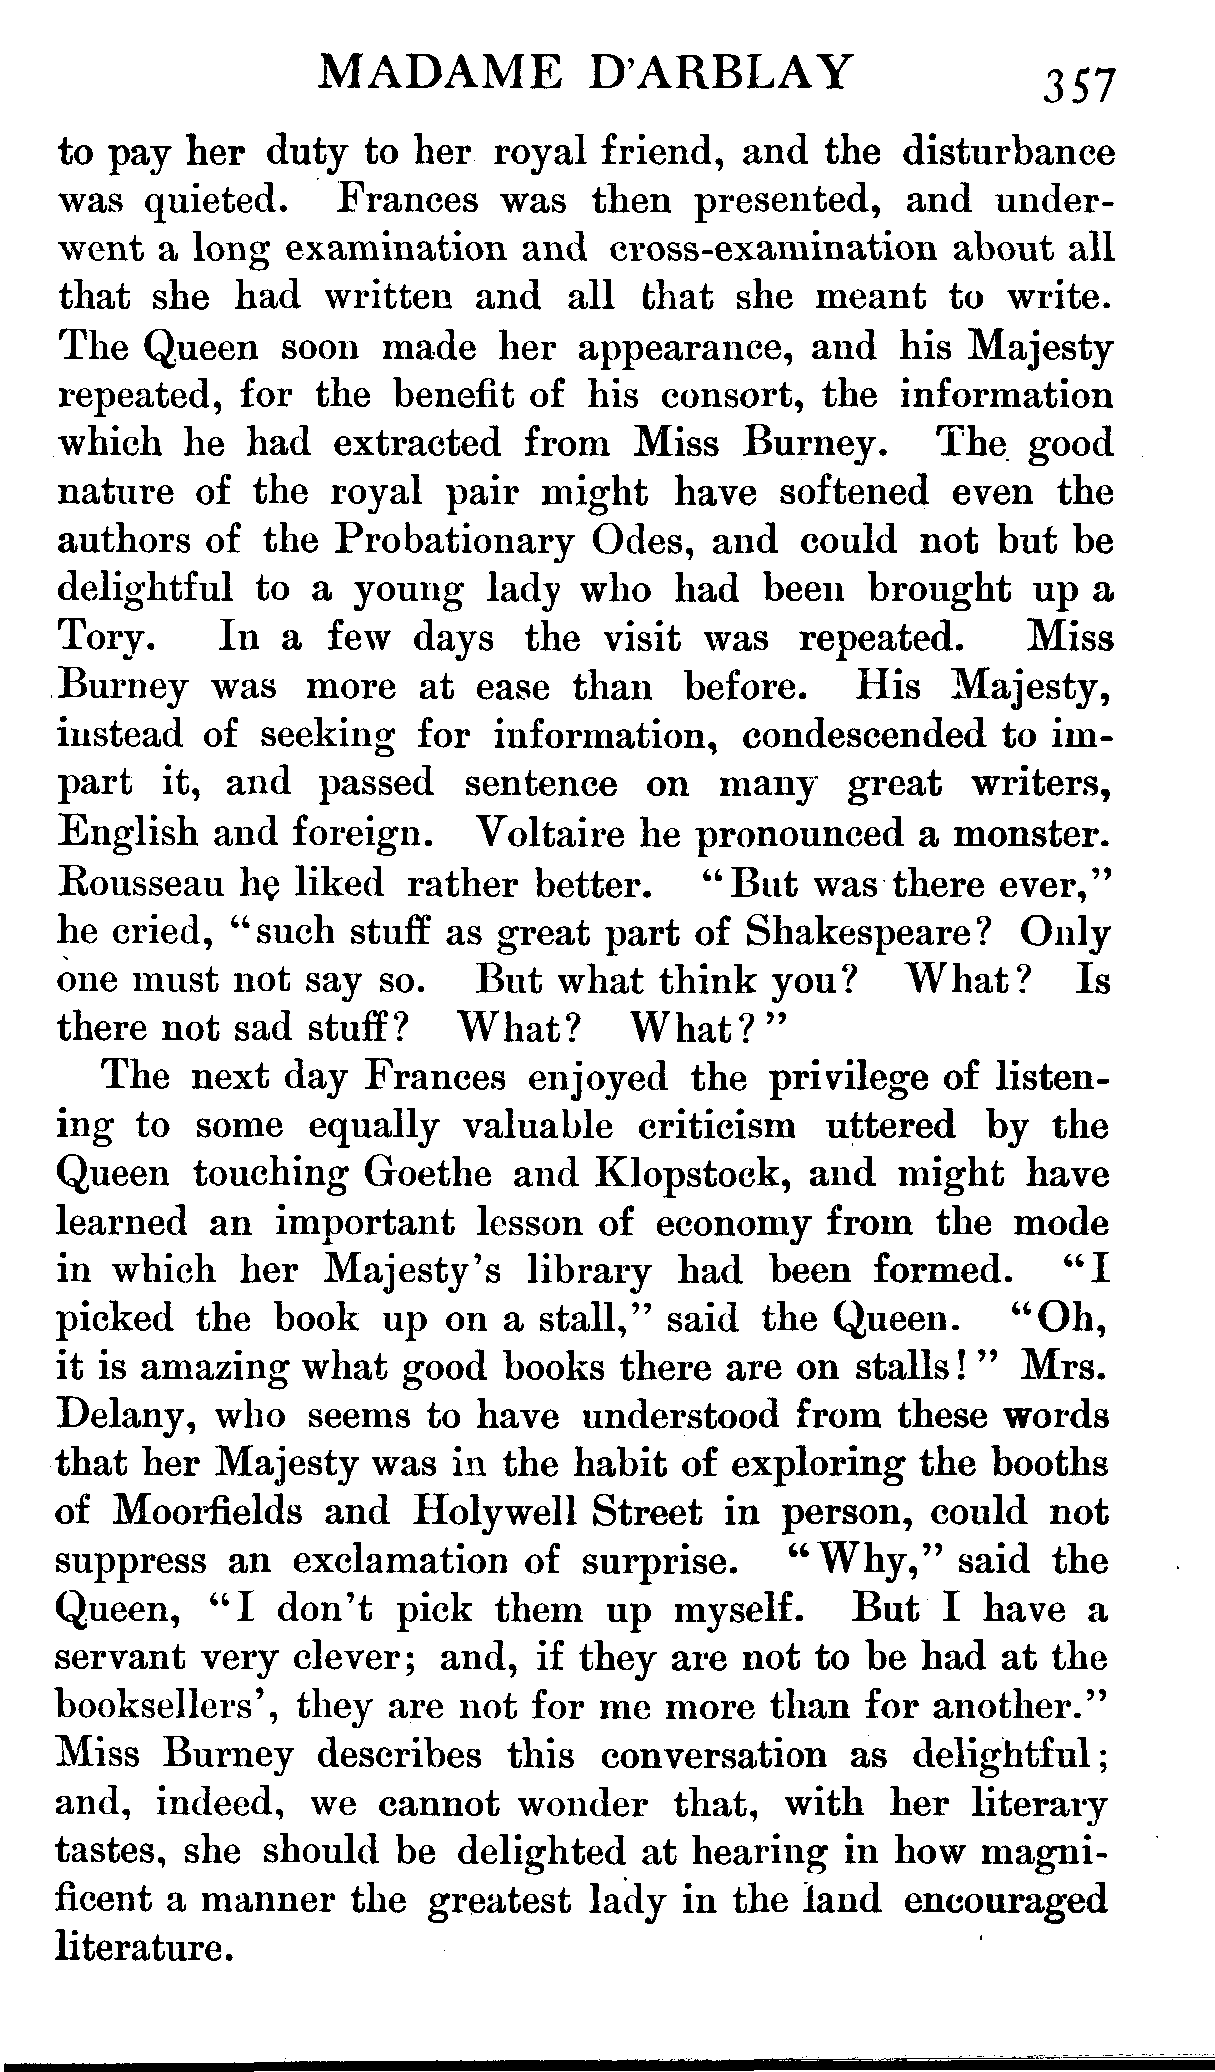 MADAME D'ARBLAY 357
to pay her duty to her royal friend, and the disturbance
was quieted. Frances was then presented, and under-
went a long examination and cross-examination about all
that she had written and all that she meant to write.
The Queen soon made her appearance, and his Majesty
repeated, for the benefit of his consort, the information
which he had extracted from Miss Burney. The good
nature of the royal pair might have softened even the
authors of the Probationary Odes, and could not but be
delightful to a young lady who had been brought up a
Tory. In a few days the visit was repeated. Miss
Burney was more at ease than before. His Majesty,
instead of seeking for information, condescended to im-
part it, and passed sentence on many great writers,
English and foreign. Voltaire he pronounced a monster.
Rousseau he liked rather better. “But was there ever,”
he cried, “such stuff as great part of Shakespeare? Only
one must not say so. But what think you? What? Is
there not sad stuff? What? What?”
The next day Frances enjoyed the privilege of listen-
ing to some equally valuable criticism uttered by the
Queen touching Goethe and Klopstock, and might have
learned an important lesson of economy from the mode
in which her Majesty's library had been formed. “I
picked the book up on a stall,” said the Queen. “Oh,
it is amazing what good books there are on stalls!” Mrs.
Delany, who seems to have understood from these words
that her Majesty was in the habit of exploring the booths
of Moorfields and Holywell Street in person, could not
suppress an exclamation of surprise. “Why,” said the
Queen, “I don't pick them up myself. But I have a
servant very clever; and, if they are not to be had at the
booksellers', they are not for me more than for another.”
Miss Burney describes this conversation as delightful;
and, indeed, we cannot wonder that, with her literary
tastes, she should be delighted at hearing in how magni-
ficent a manner the greatest lady in the land encouraged
literature.